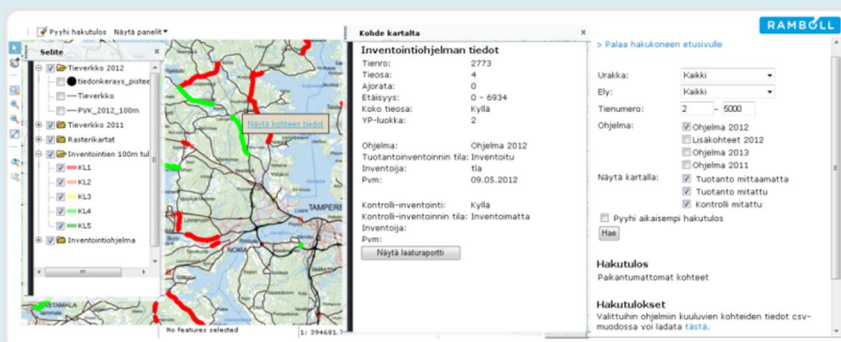 Pyyhi hakutulos Näytä panelit
Selite x
Tieverkko 2012
tiedonkerays_pistee
Tieverkko
PVK_2012_100m
Tieverkko 2011
Rasterikartat
Inventointien 100m tul
KL1
KL2
KL3
KL4
KL5
Inventointiohjelma
Näytä kohteen tiedot
TAMPERE
NOKIA
No features selected
1: 394681.
Kohde kartalta x
Inventointiohjelman tiedot
Tienro: 2773
Tieosa: 4
Ajorata: 0
Etäisyys: 0 - 6934
Koko tieosa: Kyllä
YP-luokka: 2
Ohjelma: Ohjelma 2012
Tuotantoinventoinnin tila: Inventoitu
Inventoija: tla
Pvm: 09.05.2012
Kontrolli-inventointi: Kyllä
Kontrolli-inventoinnin tila: Inventoimatta
Inventoija:
Pvm:
Näytä laaturaportti
RAMBOLL
> Palaa hakukoneen etusivulle
Urakka: Kaikki
Ely: Kaikki
Tienumero: 2 - 5000
Ohjelma: Ohjelma 2012
Lisäkohteet 2012
Ohjelma 2013
Ohjelma 2011
Näytä kartalla: Tuotanto mittaamatta
Tuotanto mitattu
Kontrolli mitattu
Pyyhi aikaisempi hakutulos
Hae
Hakutulos
Paikantumattomat kohteet
Hakutulokset
Valittuihin ohjelmiin kuuluvien kohteiden tiedot csv-
muodossa voi ladata tästä.